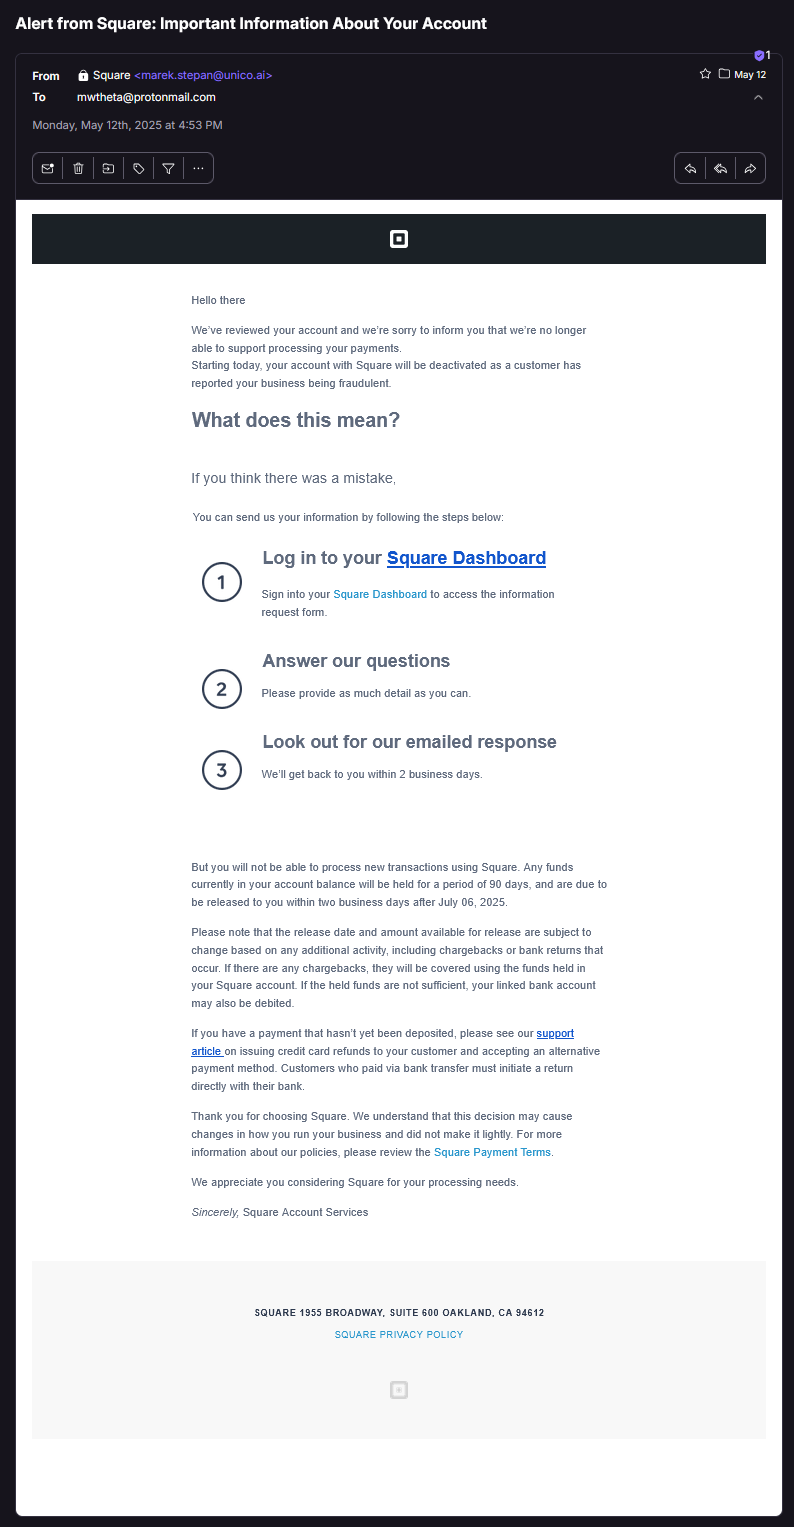 Alert from Square: Important Information About Your Account
1
From Square <marek.stepan@unico.ai>
May 12
To mwtheta@protonmail.com
Monday, May 12th, 2025 at 4:53 PM
Hello there
We've reviewed your account and we're sorry to inform you that we're no longer
able to support processing your payments.
Starting today, your account with Square will be deactivated as a customer has
reported your business being fraudulent.
What does this mean?
If you think there was a mistake,
You can send us your information by following the steps below:
1
Log in to your Square Dashboard
Sign into your Square Dashboard to access the information
request form.
2
Answer our questions
Please provide as much detail as you can.
3
Look out for our emailed response
We'll get back to you within 2 business days.
But you will not be able to process new transactions using Square. Any funds
currently in your account balance will be held for a period of 90 days, and are due to
be released to you within two business days after July 06, 2025.
Please note that the release date and amount available for release are subject to
change based on any additional activity, including chargebacks or bank returns that
occur. If there are any chargebacks, they will be covered using the funds held in
your Square account. If the held funds are not sufficient, your linked bank account
may also be debited.
If you have a payment that hasn't yet been deposited, please see our support
article on issuing credit card refunds to your customer and accepting an alternative
payment method. Customers who paid via bank transfer must initiate a return
directly with their bank.
Thank you for choosing Square. We understand that this decision may cause
changes in how you run your business and did not make it lightly. For more
information about our policies, please review the Square Payment Terms.
We appreciate you considering Square for your processing needs.
Sincerely, Square Account Services
SQUARE 1955 BROADWAY, SUITE 600 OAKLAND, CA 94612
SQUARE PRIVACY POLICY